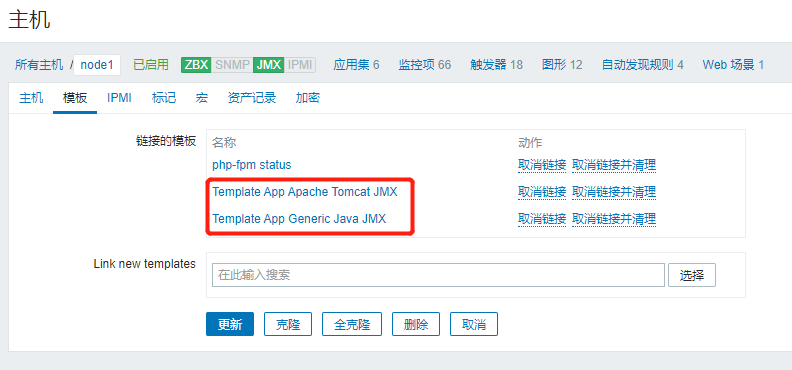 主机
所有主机 / node1 已启用 ZBX SNMP JMX IPMI 应用集 6 监控项 66 触发器 18 图形 12 自动发现规则 4 Web 场景 1
主机 模板 IPMI 标记 宏 资产记录 加密
链接的模板 名称 动作
php-fpm status 取消链接 取消链接并清理
Template App Apache Tomcat JMX 取消链接 取消链接并清理
Template App Generic Java JMX 取消链接 取消链接并清理
Link new templates 在此输入搜索 选择
更新 克隆 全克隆 删除 取消